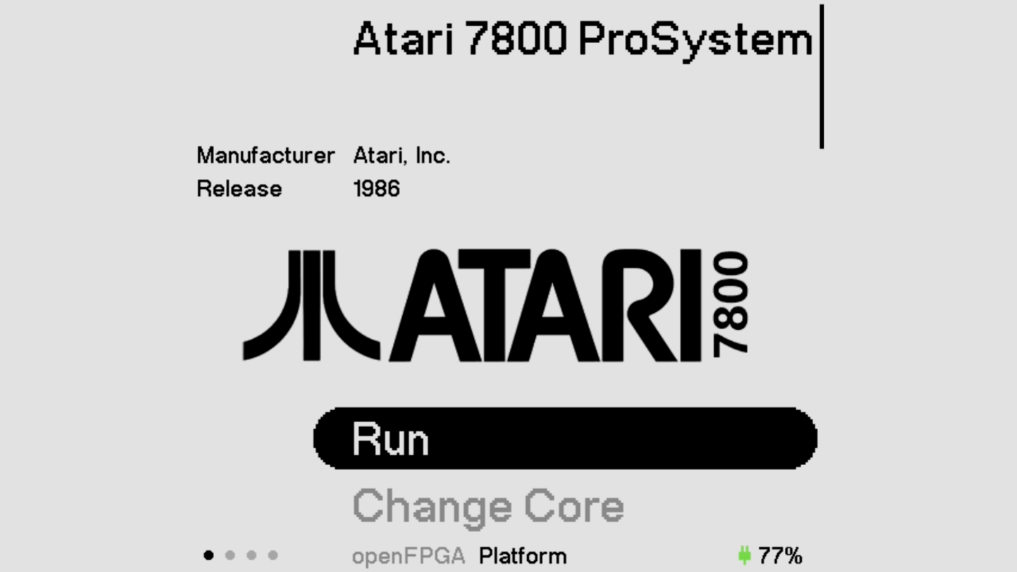 Atari 7800 ProSystem
Manufacturer Atari, Inc.
Release 1986
ATARI 7800
Run
Change Core
openFPGA Platform 77%